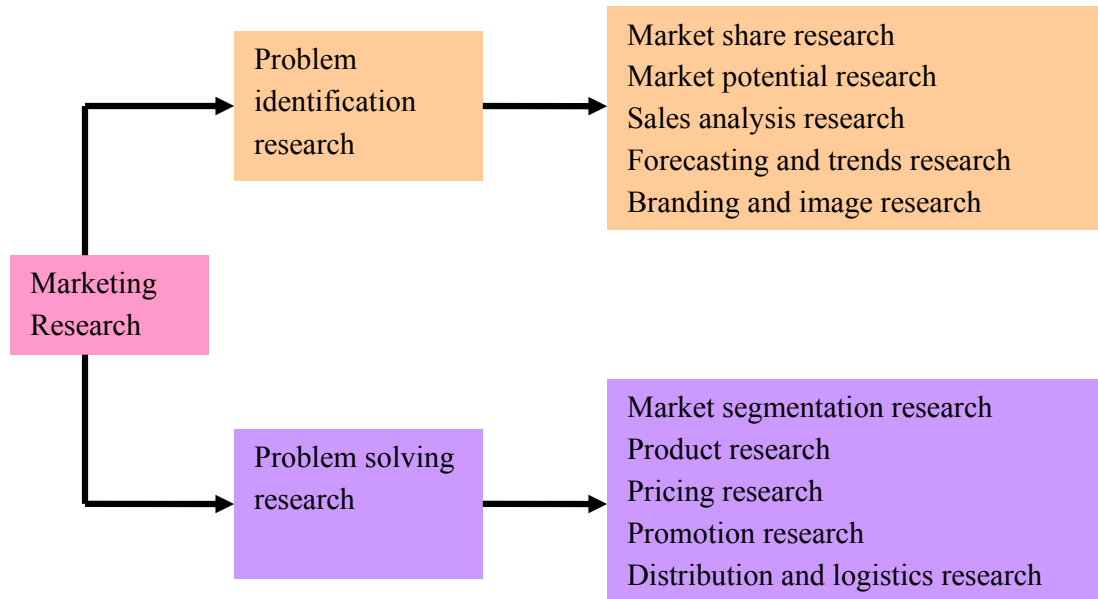 Marketing
Research
Problem
identification
research
Market share research
Market potential research
Sales analysis research
Forecasting and trends research
Branding and image research
Problem solving
research
Market segmentation research
Product research
Pricing research
Promotion research
Distribution and logistics research